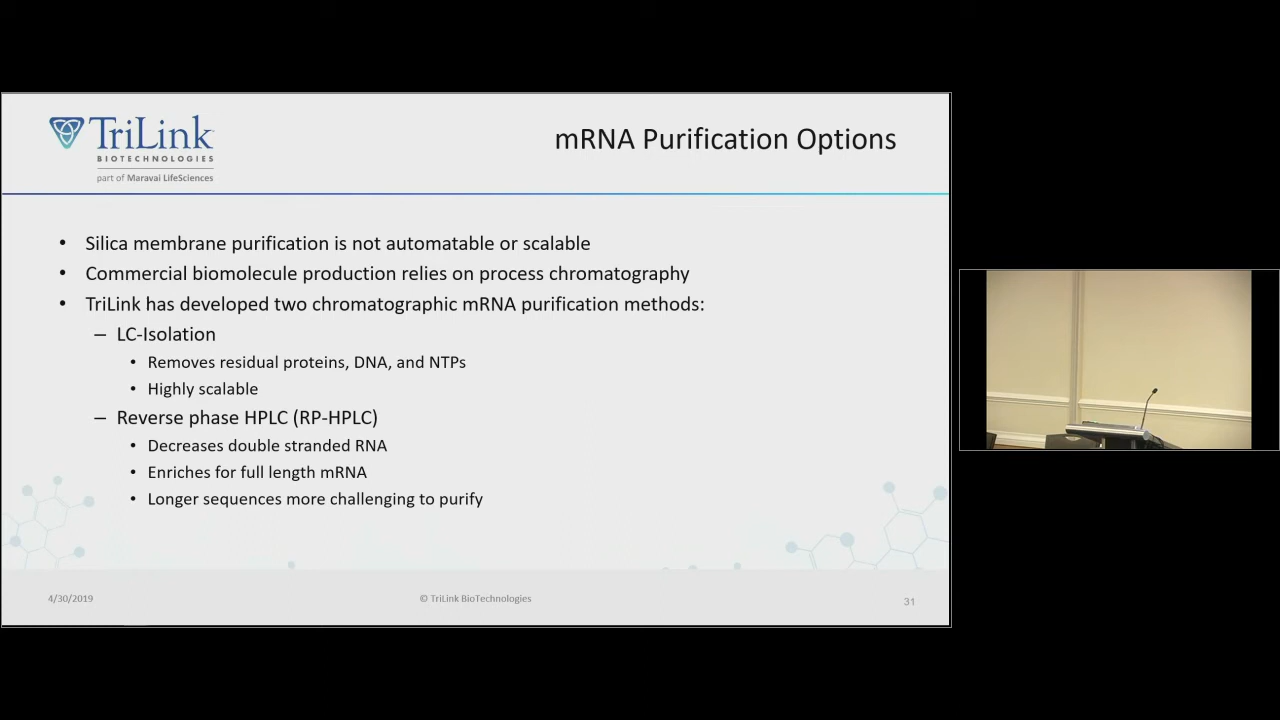 TriLink
BIOTECHNOLOGIES
part of Maravai LifeSciences
mRNA Purification Options
• Silica membrane purification is not automatable or scalable
• Commercial biomolecule production relies on process chromatography
• TriLink has developed two chromatographic mRNA purification methods:
– LC-Isolation
• Removes residual proteins, DNA, and NTPs
• Highly scalable
– Reverse phase HPLC (RP-HPLC)
• Decreases double stranded RNA
• Enriches for full length mRNA
• Longer sequences more challenging to purify
4/30/2019
© TriLink BioTechnologies
31